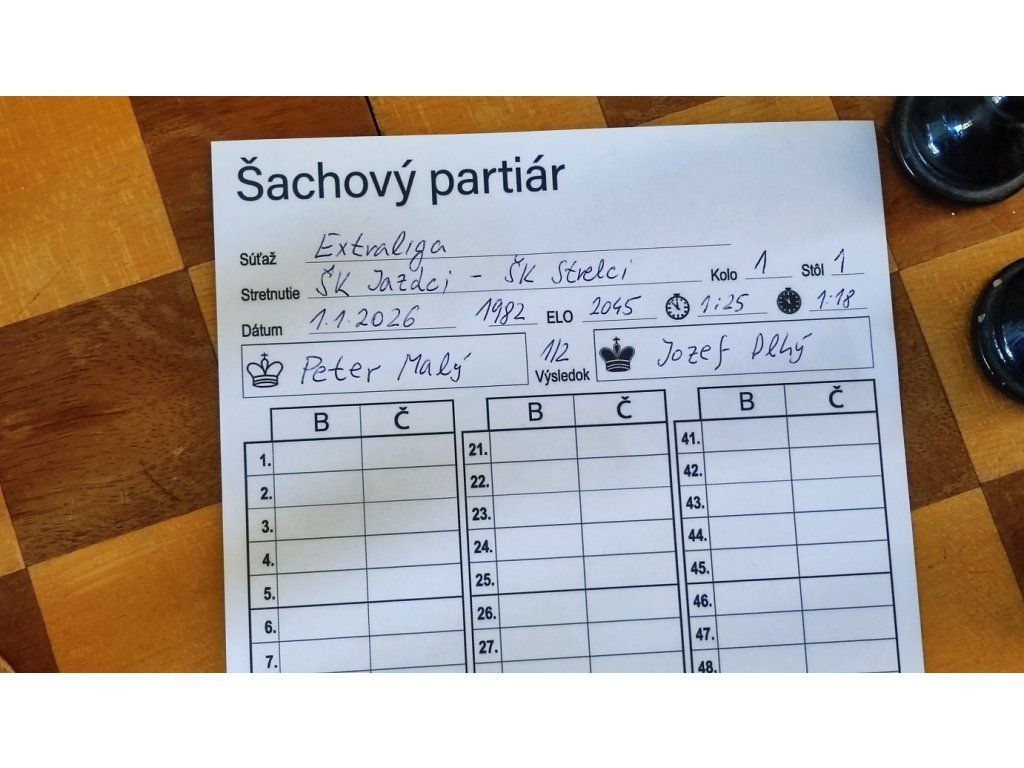 Šachový partiár
Súťaž Extraliga
Stretnutie ŠK Jazdci - ŠK Strelci Kolo 1 Stôl 1
Dátum 1.1.2026 1982 ELO 2045 1:25 1:18
Peter Malý 1/2 Výsledok Jozef Dlhý
B Č B Č B Č
1. 21. 41.
2. 22. 42.
3. 23. 43.
4. 24. 44.
5. 25. 45.
6. 26. 46.
7. 27. 47.
48.